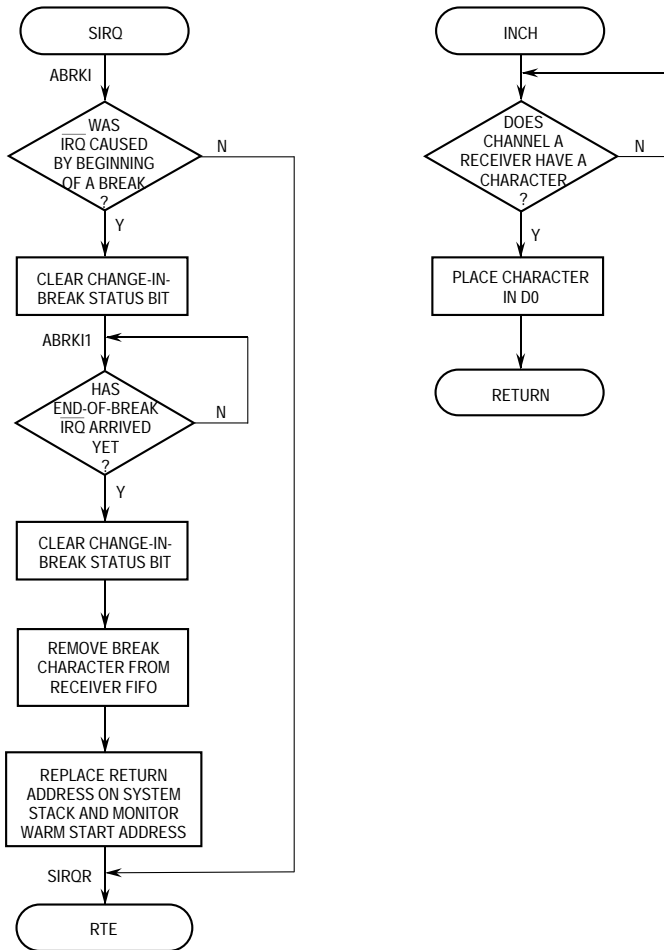 SIRQ
ABRKI
WAS
IRQ CAUSED
BY BEGINNING
OF A BREAK
?
N
Y
CLEAR CHANGE-IN-
BREAK STATUS BIT
ABRKI1
HAS
END-OF-BREAK
IRQ ARRIVED
YET
?
N
Y
CLEAR CHANGE-IN-
BREAK STATUS BIT
REMOVE BREAK
CHARACTER FROM
RECEIVER FIFO
REPLACE RETURN
ADDRESS ON SYSTEM
STACK AND MONITOR
WARM START ADDRESS
SIRQR
RTE
INCH
DOES
CHANNEL A
RECEIVER HAVE A
CHARACTER
?
N
Y
PLACE CHARACTER
IN D0
RETURN